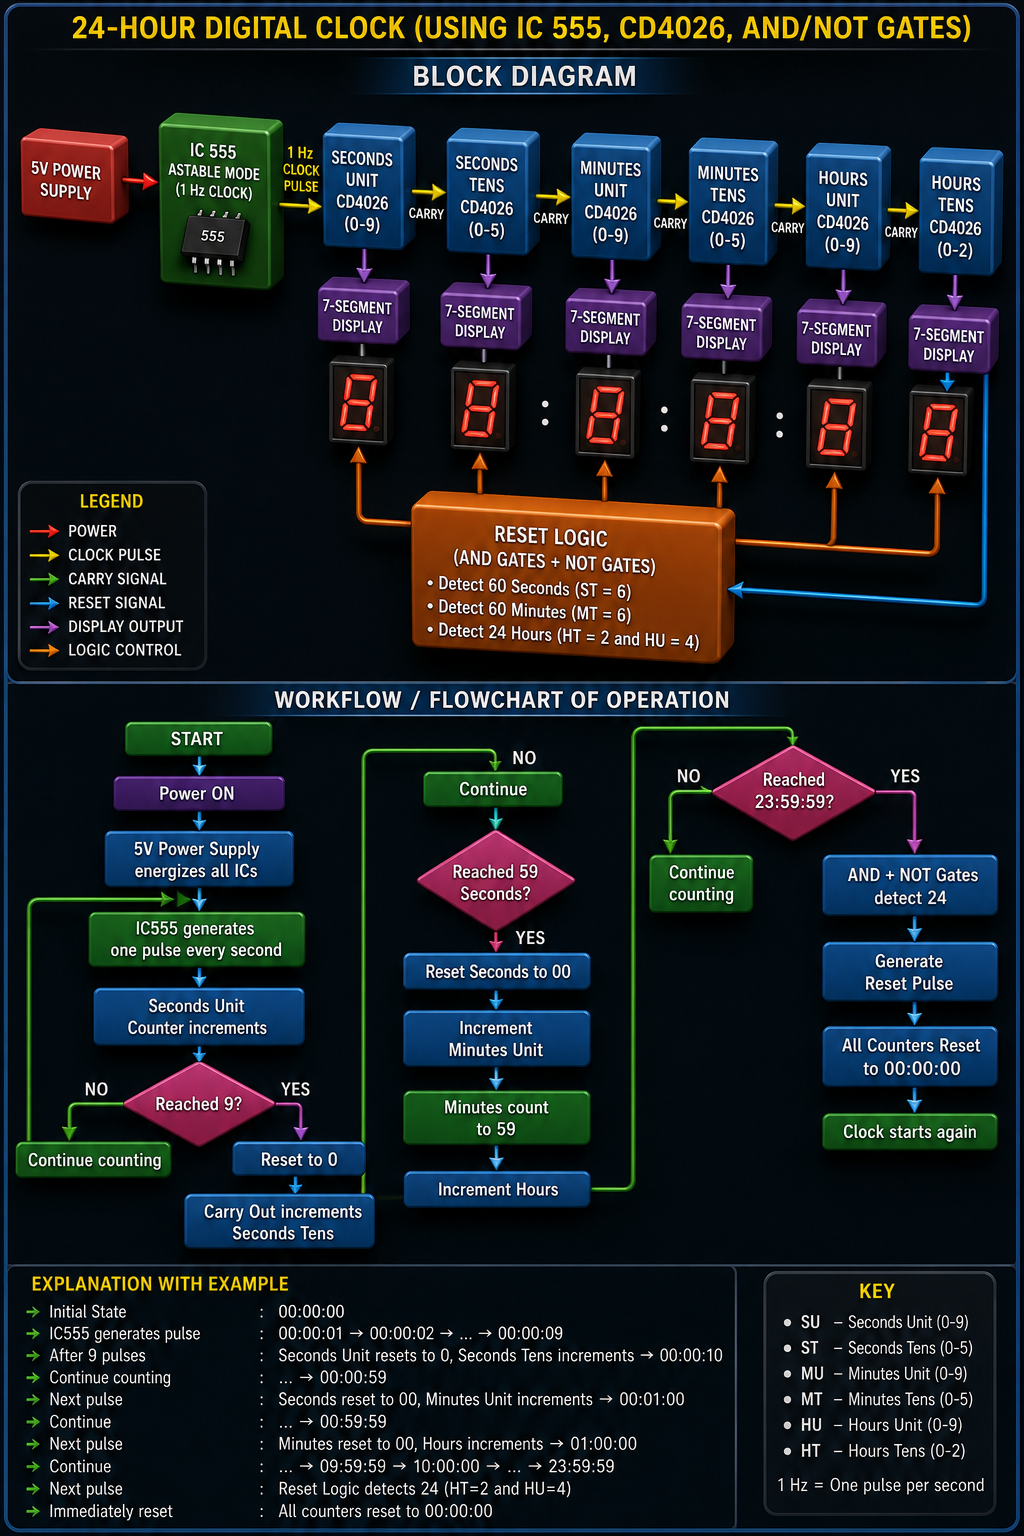 24-HOUR DIGITAL CLOCK (USING IC 555, CD4026, AND/NOT GATES)
BLOCK DIAGRAM
5V POWER
SUPPLY
IC 555
ASTABLE MODE
(1 Hz CLOCK)
555
1 Hz
CLOCK
PULSE
SECONDS
UNIT
CD4026
(0-9)
CARRY
SECONDS
TENS
CD4026
(0-5)
CARRY
MINUTES
UNIT
CD4026
(0-9)
CARRY
MINUTES
TENS
CD4026
(0-5)
CARRY
HOURS
UNIT
CD4026
(0-9)
CARRY
HOURS
TENS
CD4026
(0-2)
7-SEGMENT
DISPLAY
7-SEGMENT
DISPLAY
7-SEGMENT
DISPLAY
7-SEGMENT
DISPLAY
7-SEGMENT
DISPLAY
7-SEGMENT
DISPLAY
8 8 : 8 : 8 : 8 8
LEGEND
POWER
CLOCK PULSE
CARRY SIGNAL
RESET SIGNAL
DISPLAY OUTPUT
LOGIC CONTROL
RESET LOGIC
(AND GATES + NOT GATES)
• Detect 60 Seconds (ST = 6)
• Detect 60 Minutes (MT = 6)
• Detect 24 Hours (HT = 2 and HU = 4)
WORKFLOW / FLOWCHART OF OPERATION
START
Power ON
5V Power Supply
energizes all ICs
IC555 generates
one pulse every second
Seconds Unit
Counter increments
NO
Reached 9?
YES
Continue counting
Reset to 0
Carry Out increments
Seconds Tens
NO
Continue
Reached 59
Seconds?
YES
Reset Seconds to 00
Increment
Minutes Unit
Minutes count
to 59
Increment Hours
Reached
23:59:59?
NO
YES
Continue
counting
AND + NOT Gates
detect 24
Generate
Reset Pulse
All Counters Reset
to 00:00:00
Clock starts again
EXPLANATION WITH EXAMPLE
→ Initial State : 00:00:00
→ IC555 generates pulse : 00:00:01 → 00:00:02 → ... → 00:00:09
→ After 9 pulses : Seconds Unit resets to 0, Seconds Tens increments → 00:00:10
→ Continue counting : ... → 00:00:59
→ Next pulse : Seconds reset to 00, Minutes Unit increments → 00:01:00
→ Continue : ... → 00:59:59
→ Next pulse : Minutes reset to 00, Hours increments → 01:00:00
→ Continue : ... → 09:59:59 → 10:00:00 → ... → 23:59:59
→ Next pulse : Reset Logic detects 24 (HT=2 and HU=4)
→ Immediately reset : All counters reset to 00:00:00
KEY
• SU – Seconds Unit (0-9)
• ST – Seconds Tens (0-5)
• MU – Minutes Unit (0-9)
• MT – Minutes Tens (0-5)
• HU – Hours Unit (0-9)
• HT – Hours Tens (0-2)
1 Hz = One pulse per second